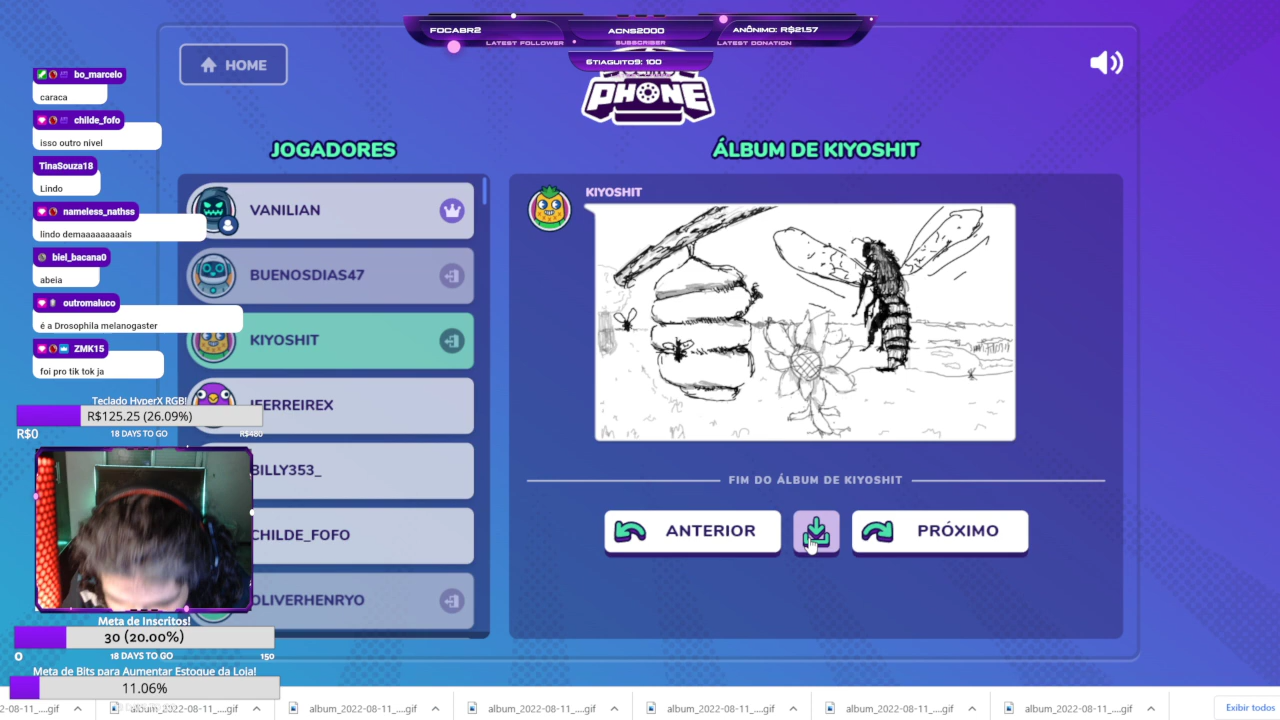 FOCABR2
LATEST FOLLOWER
ACNS2000
SUBSCRIBER
ANÔNIMO: R$21.57
LATEST DONATION
6TIAGUITO9: 100
HOME
PHONE
bo_marcelo
caraca
childe_fofo
isso outro nivel
TinaSouza18
Lindo
nameless_nathss
lindo demaaaaaaaaais
biel_bacana0
abeia
outromaluco
é a Drosophila melanogaster
ZMK15
foi pro tik tok ja
JOGADORES
VANILIAN
BUENOSDIAS47
KIYOSHIT
IFERREIREX
BILLY353_
CHILDE_FOFO
OLIVERHENRYO
ÁLBUM DE KIYOSHIT
KIYOSHIT
FIM DO ÁLBUM DE KIYOSHIT
ANTERIOR
PRÓXIMO
Teclado HyperX RGB!
R$125.25 (26.09%)
R$0
18 DAYS TO GO
R$480
Meta de Inscritos!
30 (20.00%)
0
18 DAYS TO GO
150
Meta de Bits para Aumentar Estoque da Loja!
11.06%
2-08-11_....gif
album_2022-08-11_....gif
album_2022-08-11_....gif
album_2022-08-11_....gif
album_2022-08-11_....gif
album_2022-08-11_....gif
album_2022-08-11_....gif
Exibir todos